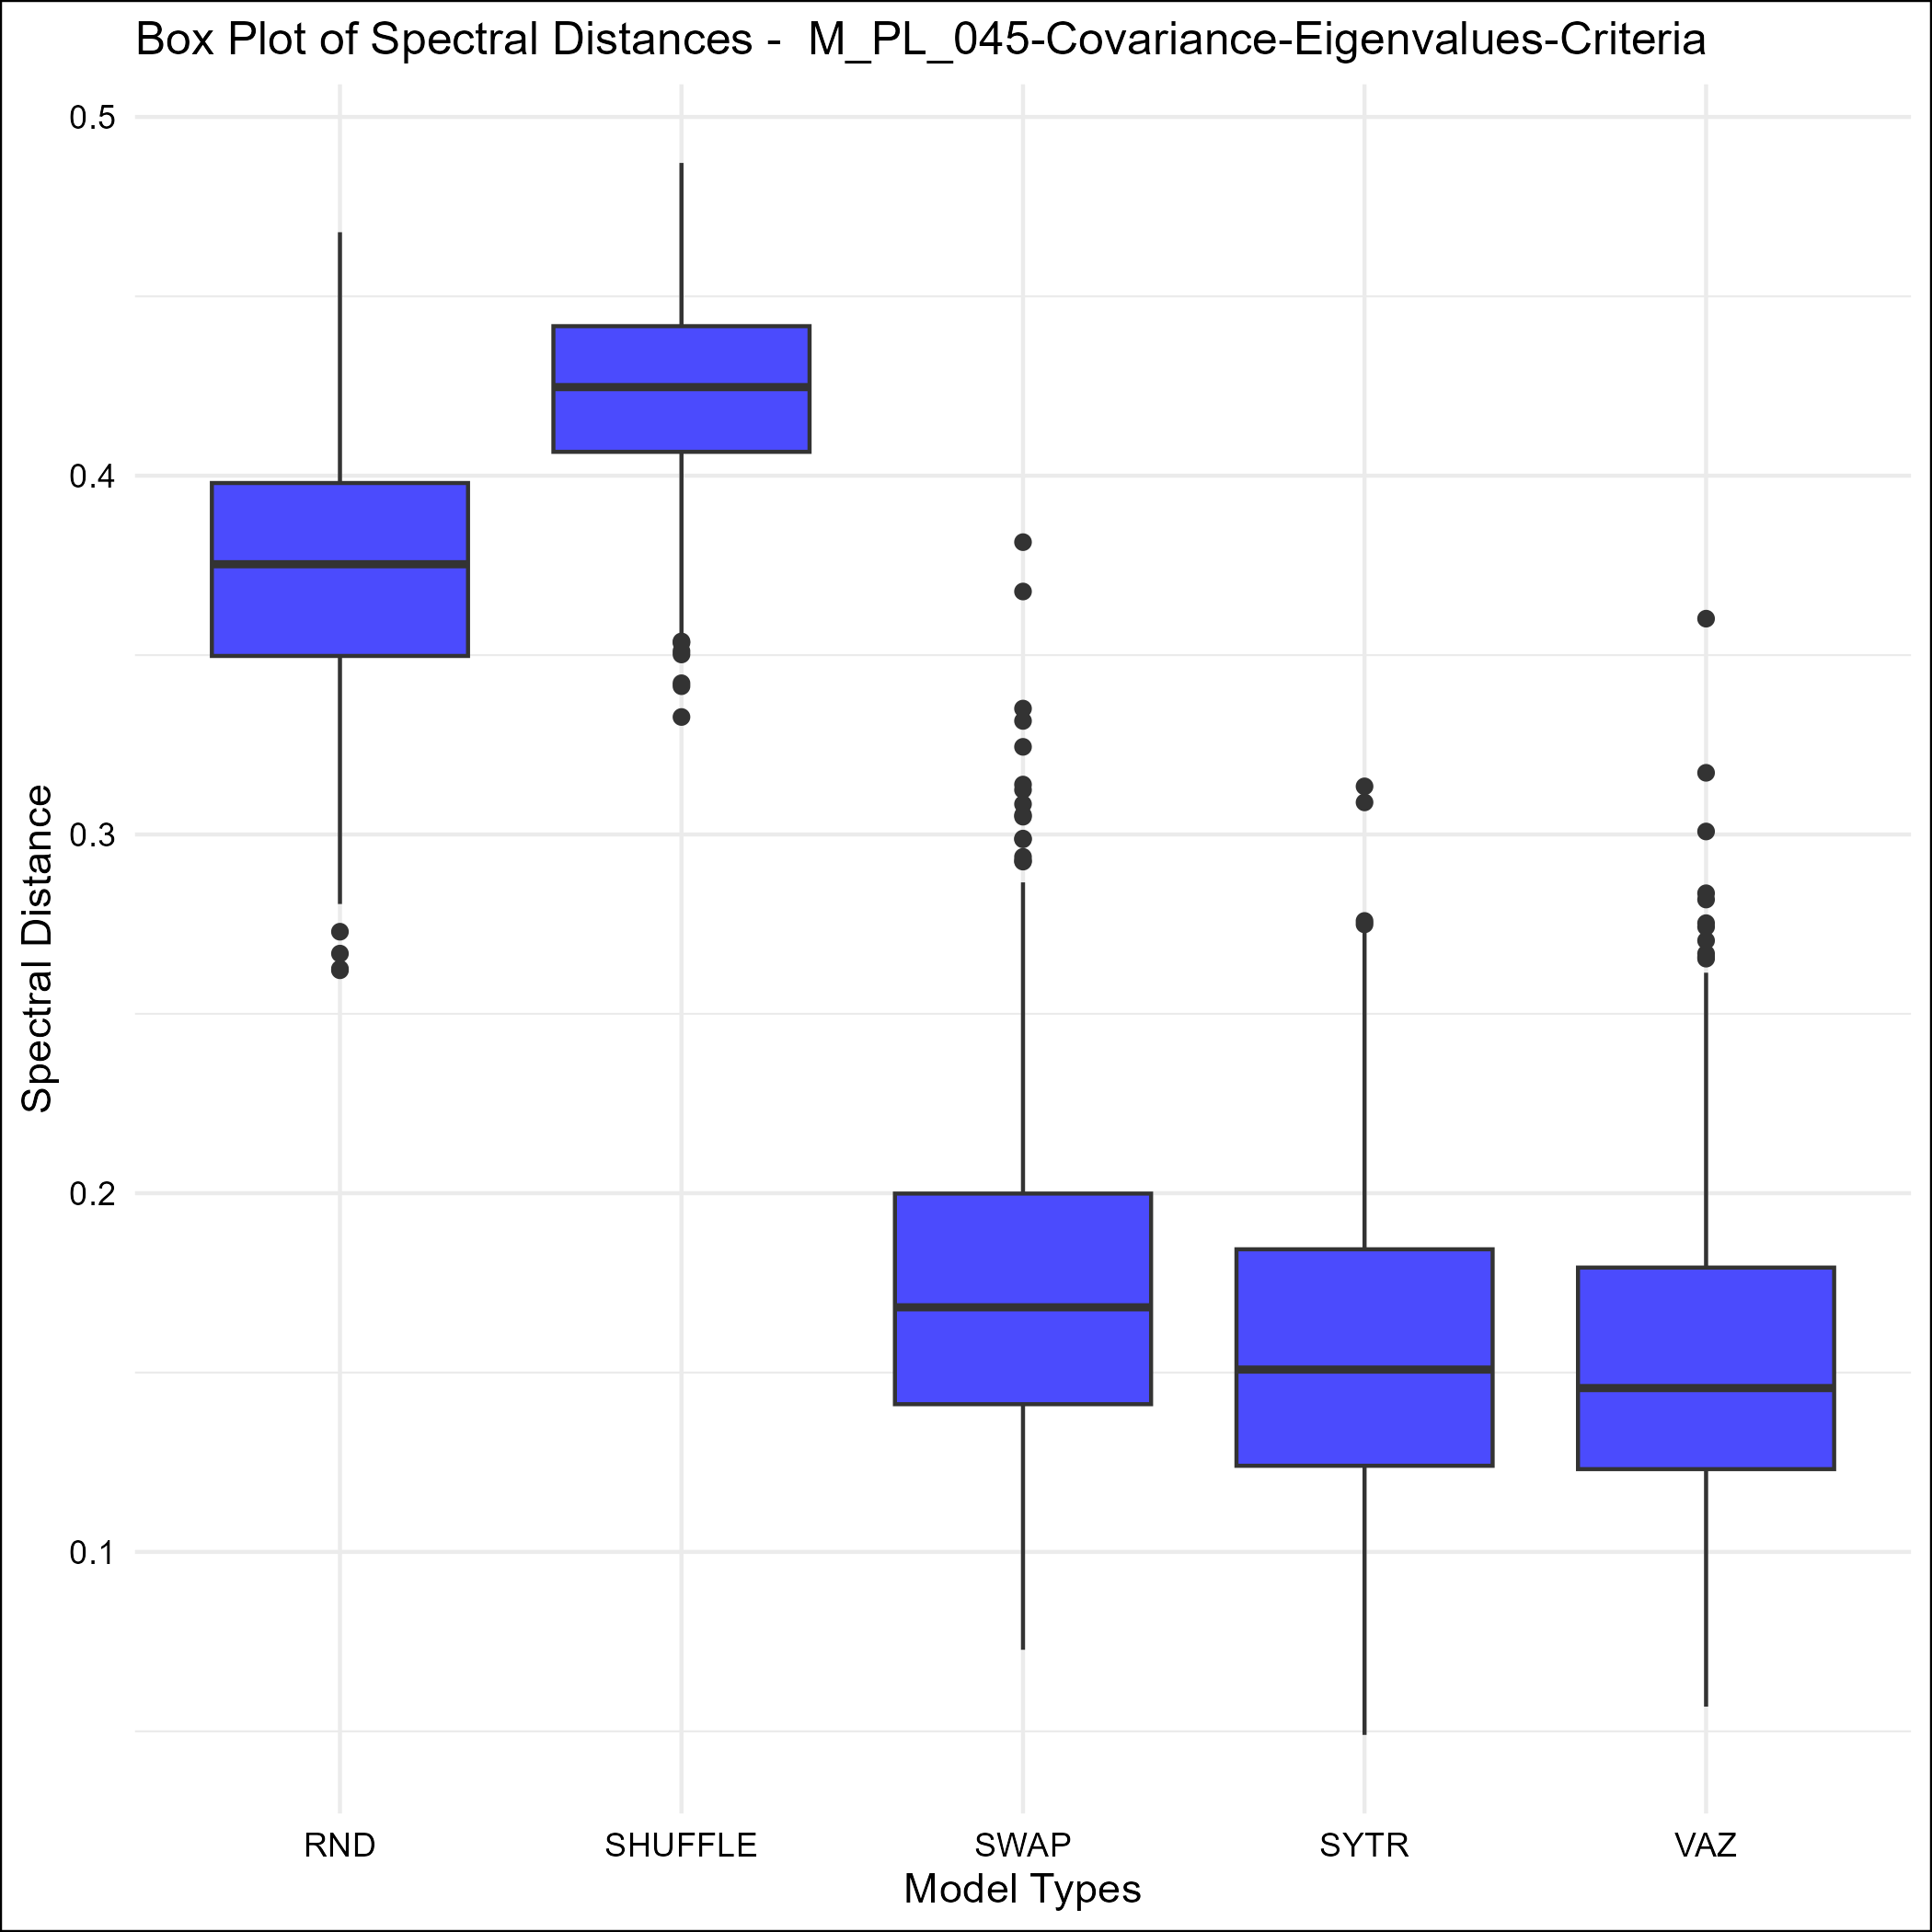 Box Plot of Spectral Distances -  M_PL_045-Covariance-Eigenvalues-Criteria
0.5
0.4
0.3
0.2
0.1
Spectral Distance
RND SHUFFLE SWAP SYTR VAZ
Model Types